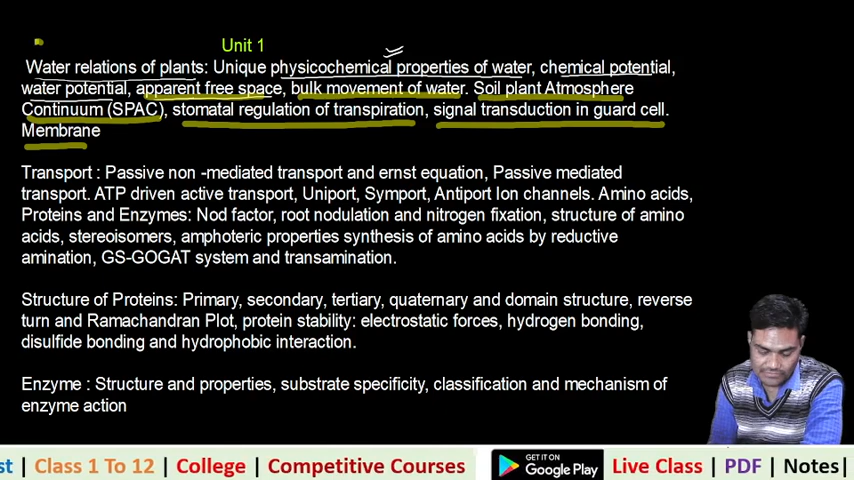 Unit 1
Water relations of plants: Unique physicochemical properties of water, chemical potential,
water potential, apparent free space, bulk movement of water. Soil plant Atmosphere
Continuum (SPAC), stomatal regulation of transpiration, signal transduction in guard cell.
Membrane
Transport : Passive non -mediated transport and ernst equation, Passive mediated
transport. ATP driven active transport, Uniport, Symport, Antiport Ion channels. Amino acids,
Proteins and Enzymes: Nod factor, root nodulation and nitrogen fixation, structure of amino
acids, stereoisomers, amphoteric properties synthesis of amino acids by reductive
amination, GS-GOGAT system and transamination.
Structure of Proteins: Primary, secondary, tertiary, quaternary and domain structure, reverse
turn and Ramachandran Plot, protein stability: electrostatic forces, hydrogen bonding,
disulfide bonding and hydrophobic interaction.
Enzyme : Structure and properties, substrate specificity, classification and mechanism of
enzyme action
st | Class 1 To 12 | College | Competitive Courses GET IT ON Google Play Live Class | PDF | Notes|